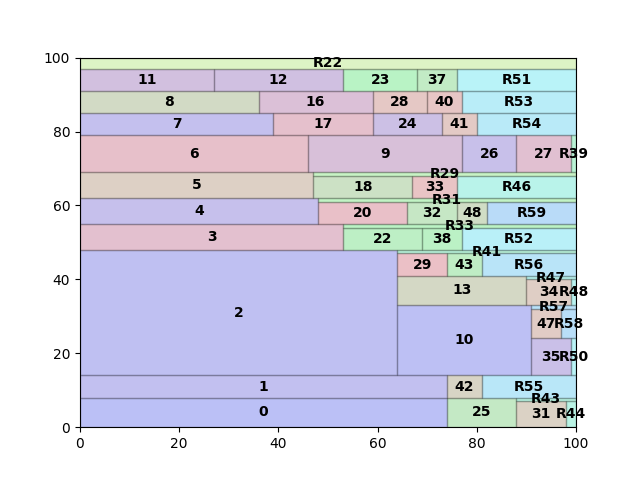 100
R22
11 12 23 37 R51
8 16 28 40 R53
80
7 17 24 41 R54
6 9 26 27 R39
R29
5 18 33 R46
60
R31
4 20 32 48 R59
R33
3 22 38 R52
R41
40
29 43 R56
R47
13 34 R48
R57
2 47 R58
10
20
35 R50
1 42 R55
R43
0 25 31 R44
0
0 20 40 60 80 100